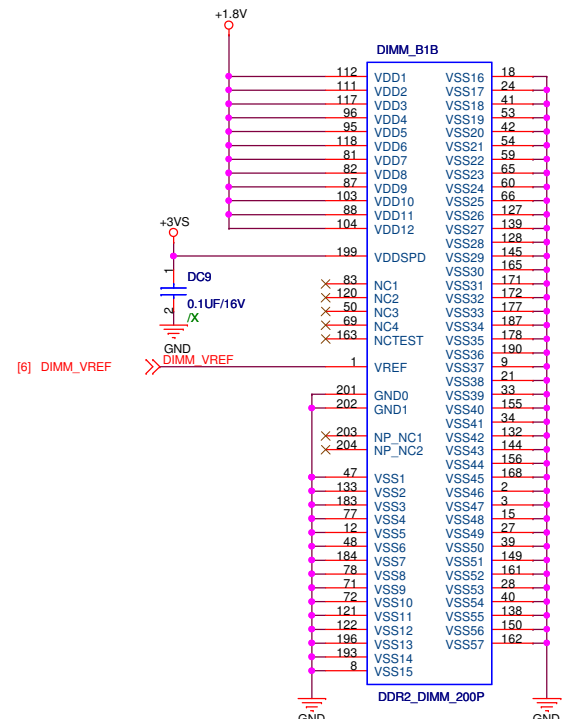 +1.8V
DIMM_B1B
112 VDD1 VSS16 18
111 VDD2 VSS17 24
117 VDD3 VSS18 41
96 VDD4 VSS19 53
95 VDD5 VSS20 42
118 VDD6 VSS21 54
81 VDD7 VSS22 59
82 VDD8 VSS23 65
87 VDD9 VSS24 60
103 VDD10 VSS25 66
88 VDD11 VSS26 127
104 VDD12 VSS27 139
+3VS
VSS28 128
199 VDDSPD VSS29 145
VSS30 165
1 DC9
83 NC1 VSS31 171
120 NC2 VSS32 172
0.1UF/16V
50 NC3 VSS33 177
2 /X
69 NC4 VSS34 187
163 NCTEST VSS35 178
GND
VSS36 190
[6] DIMM_VREF DIMM_VREF 1 VREF VSS37 9
VSS38 21
201 GND0 VSS39 33
202 GND1 VSS40 155
VSS41 34
203 NP_NC1 VSS42 132
204 NP_NC2 VSS43 144
VSS44 156
47 VSS1 VSS45 168
133 VSS2 VSS46 2
183 VSS3 VSS47 3
77 VSS4 VSS48 15
12 VSS5 VSS49 27
48 VSS6 VSS50 39
184 VSS7 VSS51 149
78 VSS8 VSS52 161
71 VSS9 VSS53 28
72 VSS10 VSS54 40
121 VSS11 VSS55 138
122 VSS12 VSS56 150
196 VSS13 VSS57 162
193 VSS14
8 VSS15
DDR2_DIMM_200P
GND GND